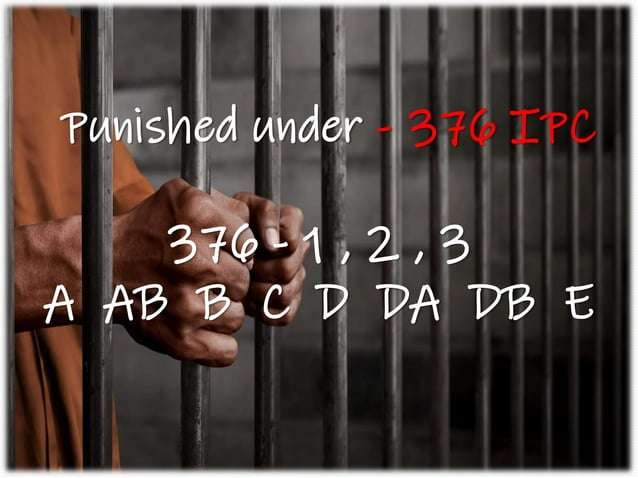 Punished under - 376 IPC
376 - 1 , 2 , 3
A AB B C D DA DB E